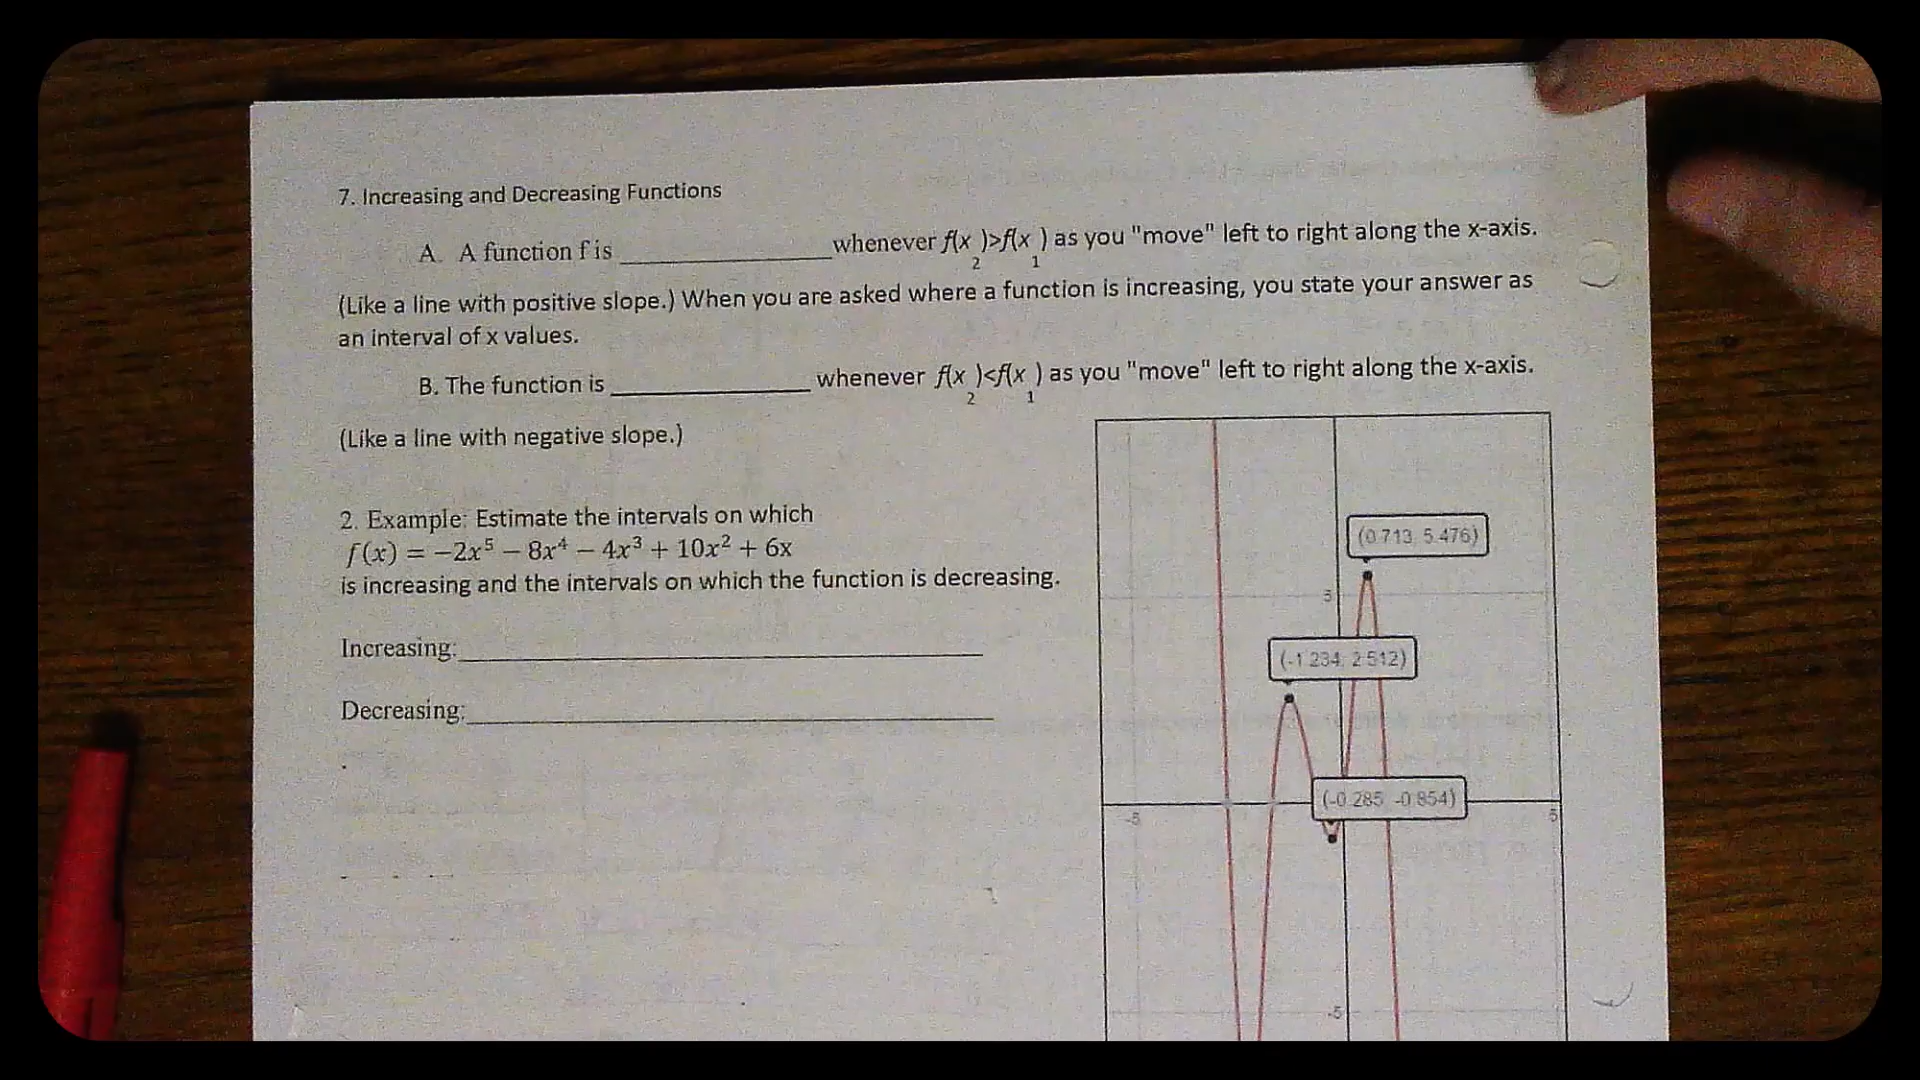 7. Increasing and Decreasing Functions
A. A function f is ____________ whenever f(x₂)>f(x₁) as you "move" left to right along the x-axis.
(Like a line with positive slope.) When you are asked where a function is increasing, you state your answer as
an interval of x values.
B. The function is ____________ whenever f(x₂)<f(x₁) as you "move" left to right along the x-axis.
(Like a line with negative slope.)
2. Example: Estimate the intervals on which
f(x) = −2x⁵ − 8x⁴ − 4x³ + 10x² + 6x
is increasing and the intervals on which the function is decreasing.
Increasing: ____________
Decreasing: ____________
(0.713, 5.476)
5
(-1.234, 2.512)
(-0.285, -0.854)
-5
5
-5